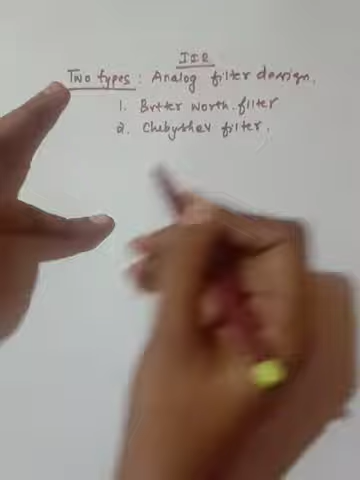 IIR
Two types : Analog filter design.
1. Butter worth filter
2. Chebyshev filter.